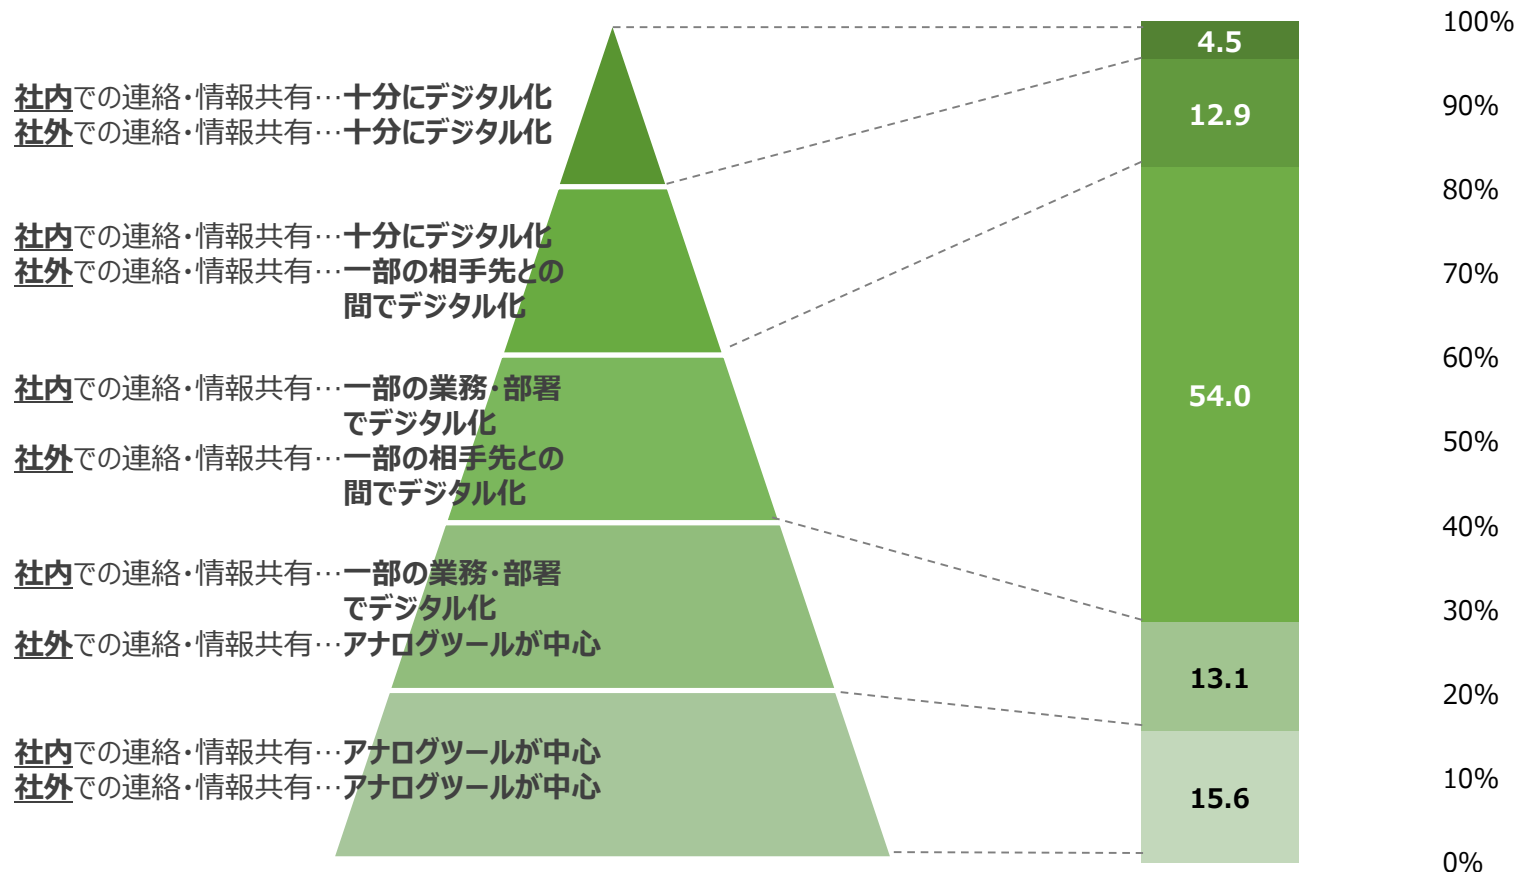 社内での連絡・情報共有…十分にデジタル化
社外での連絡・情報共有…十分にデジタル化
社内での連絡・情報共有…十分にデジタル化
社外での連絡・情報共有…一部の相手先との
間でデジタル化
社内での連絡・情報共有…一部の業務・部署
でデジタル化
社外での連絡・情報共有…一部の相手先との
間でデジタル化
社内での連絡・情報共有…一部の業務・部署
でデジタル化
社外での連絡・情報共有…アナログツールが中心
社内での連絡・情報共有…アナログツールが中心
社外での連絡・情報共有…アナログツールが中心
4.5
12.9
54.0
13.1
15.6
100%
90%
80%
70%
60%
50%
40%
30%
20%
10%
0%